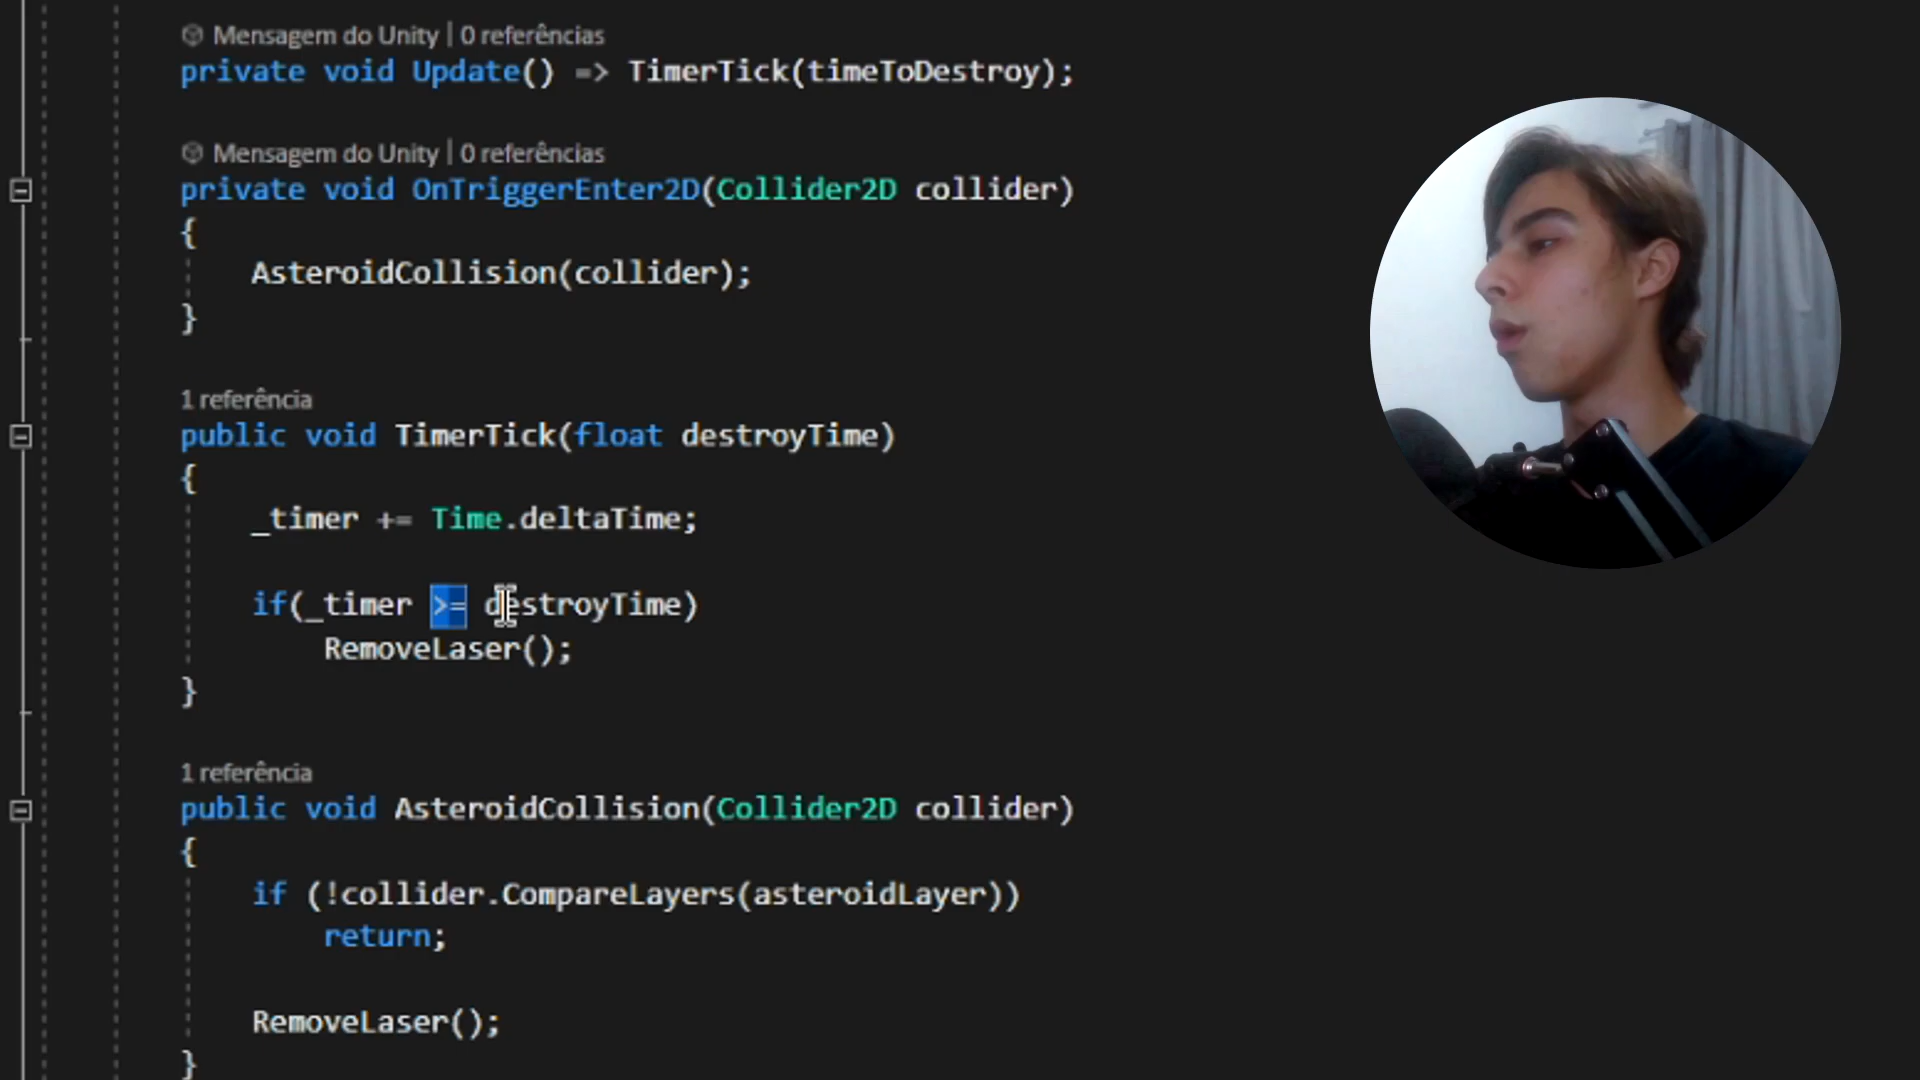 Mensagem do Unity | 0 referências
private void Update() => TimerTick(timeToDestroy);
Mensagem do Unity | 0 referências
private void OnTriggerEnter2D(Collider2D collider)
{
AsteroidCollision(collider);
}
1 referência
public void TimerTick(float destroyTime)
{
_timer += Time.deltaTime;
if(_timer >= destroyTime)
RemoveLaser();
}
1 referência
public void AsteroidCollision(Collider2D collider)
{
if (!collider.CompareLayers(asteroidLayer))
return;
RemoveLaser();
}